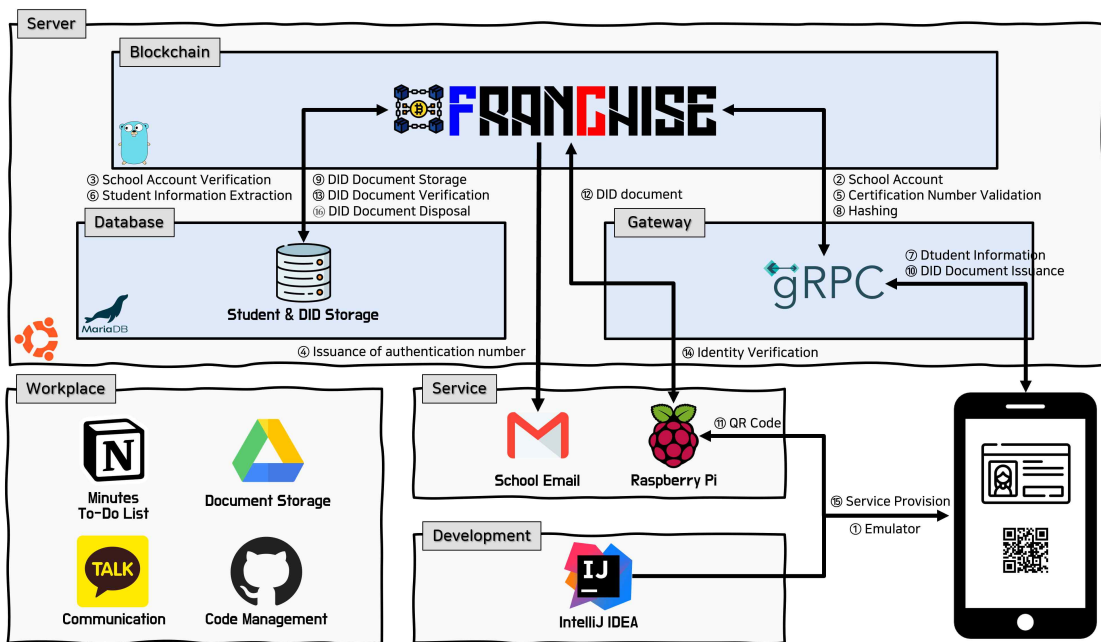 Server
Blockchain
FRANCHISE
③ School Account Verification
⑥ Student Information Extraction
⑨ DID Document Storage
⑬ DID Document Verification
⑯ DID Document Disposal
⑫ DID document
② School Account
⑤ Certification Number Validation
⑧ Hashing
Database
Gateway
⑦ Dtudent Information
⑩ DID Document Issuance
gRPC
MariaDB
Student & DID Storage
④ Issuance of authentication number
⑭ Identity Verification
Workplace
N
Minutes
To-Do List
Document Storage
TALK
Communication
Code Management
Service
School Email
Raspberry Pi
⑪ QR Code
⑮ Service Provision
① Emulator
Development
IJ
IntelliJ IDEA